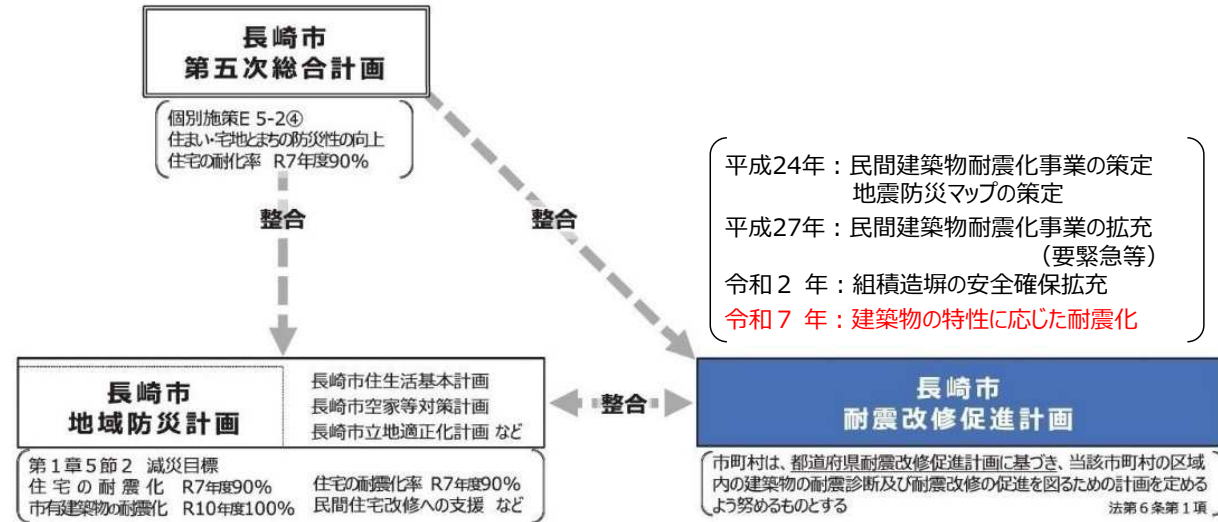 長崎市
第五次総合計画
個別施策E 5-2④
住まい・宅地とまちの防災性の向上
住宅の耐化率 R7年度90%
整合
整合
平成24年：民間建築物耐震化事業の策定
地震防災マップの策定
平成27年：民間建築物耐震化事業の拡充
（要緊急等）
令和２ 年：組積造塀の安全確保拡充
令和７ 年：建築物の特性に応じた耐震化
長崎市
地域防災計画
長崎市住生活基本計画
長崎市空家等対策計画
長崎市立地適正化計画 など
整合
長崎市
耐震改修促進計画
第１章５節２ 減災目標
住宅の耐震化 R7年度90%
市有建築物の耐震化 R10年度100%
住宅の耐震化率 R7年度90%
民間住宅改修への支援 など
市町村は、都道府県耐震改修促進計画に基づき、当該市町村の区域
内の建築物の耐震診断及び耐震改修の促進を図るための計画を定める
よう努めるものとする
法第６条第１項